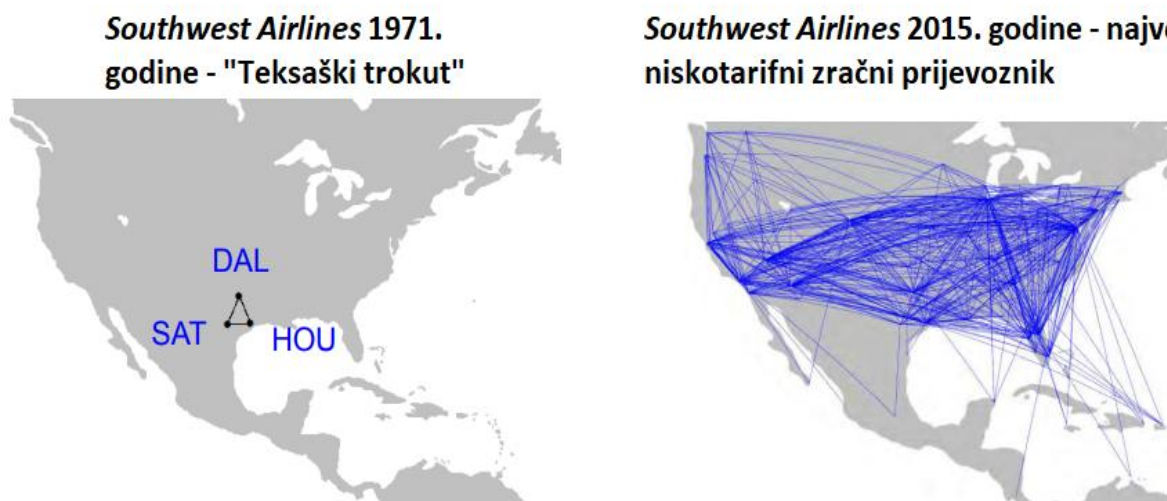 Southwest Airlines 1971.
godine - "Teksaški trokut"
Southwest Airlines 2015. godine - najv
niskotarifni zračni prijevoznik
DAL
SAT
HOU